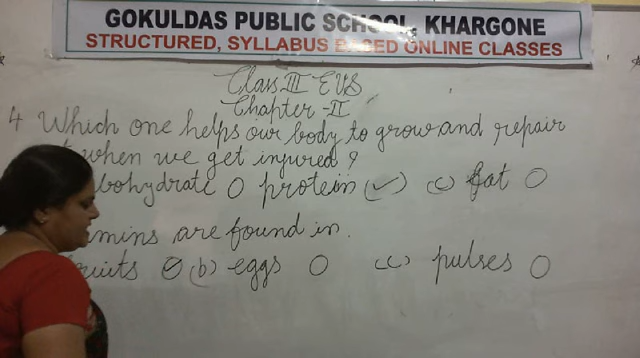 GOKULDAS PUBLIC SCHOOL, KHARGONE
STRUCTURED, SYLLABUS BASED ONLINE CLASSES
Class III EVS
Chapter-II
4 Which one helps our body to grow and repair
when we get injured?
bohydrate protein (✓) (c) fat
mins are found in.
(b) eggs (c) pulses